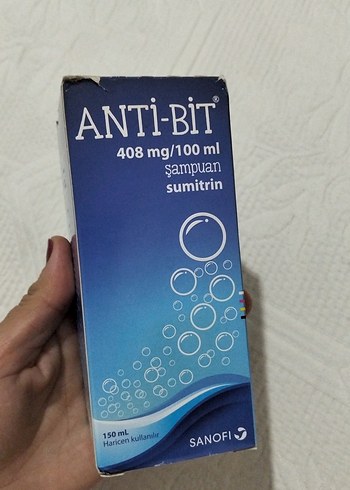 ANTİ-BİT®
408 mg/100 ml
şampuan
sumitrin
150 mL
Haricen kullanılır
SANOFI